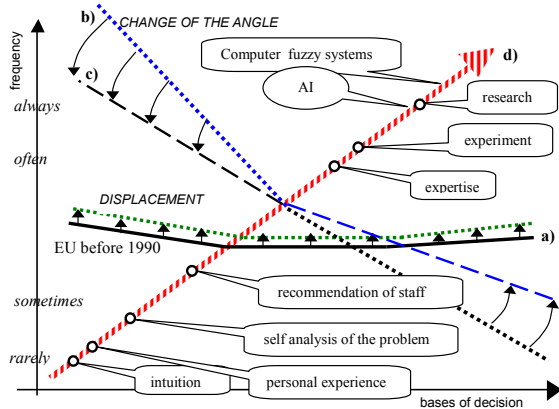 b)
CHANGE OF THE ANGLE
d)
frequency
Computer fuzzy systems
c)
AI
research
always
experiment
often
expertise
DISPLACEMENT
a)
EU before 1990
recommendation of staff
sometimes
self analysis of the problem
rarely
intuition
personal experience
bases of decision